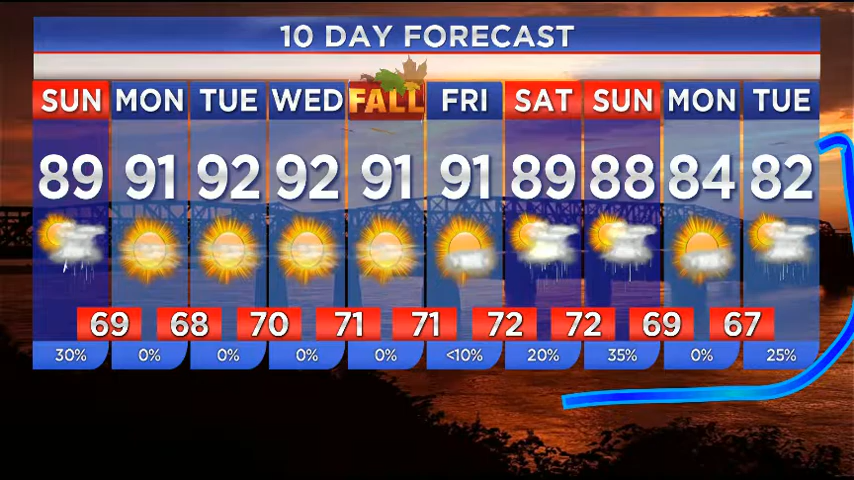 10 DAY FORECAST
SUN MON TUE WED FALL FRI SAT SUN MON TUE
89 91 92 92 91 91 89 88 84 82
69 68 70 71 71 72 72 69 67
30% 0% 0% 0% 0% <10% 20% 35% 0% 25%